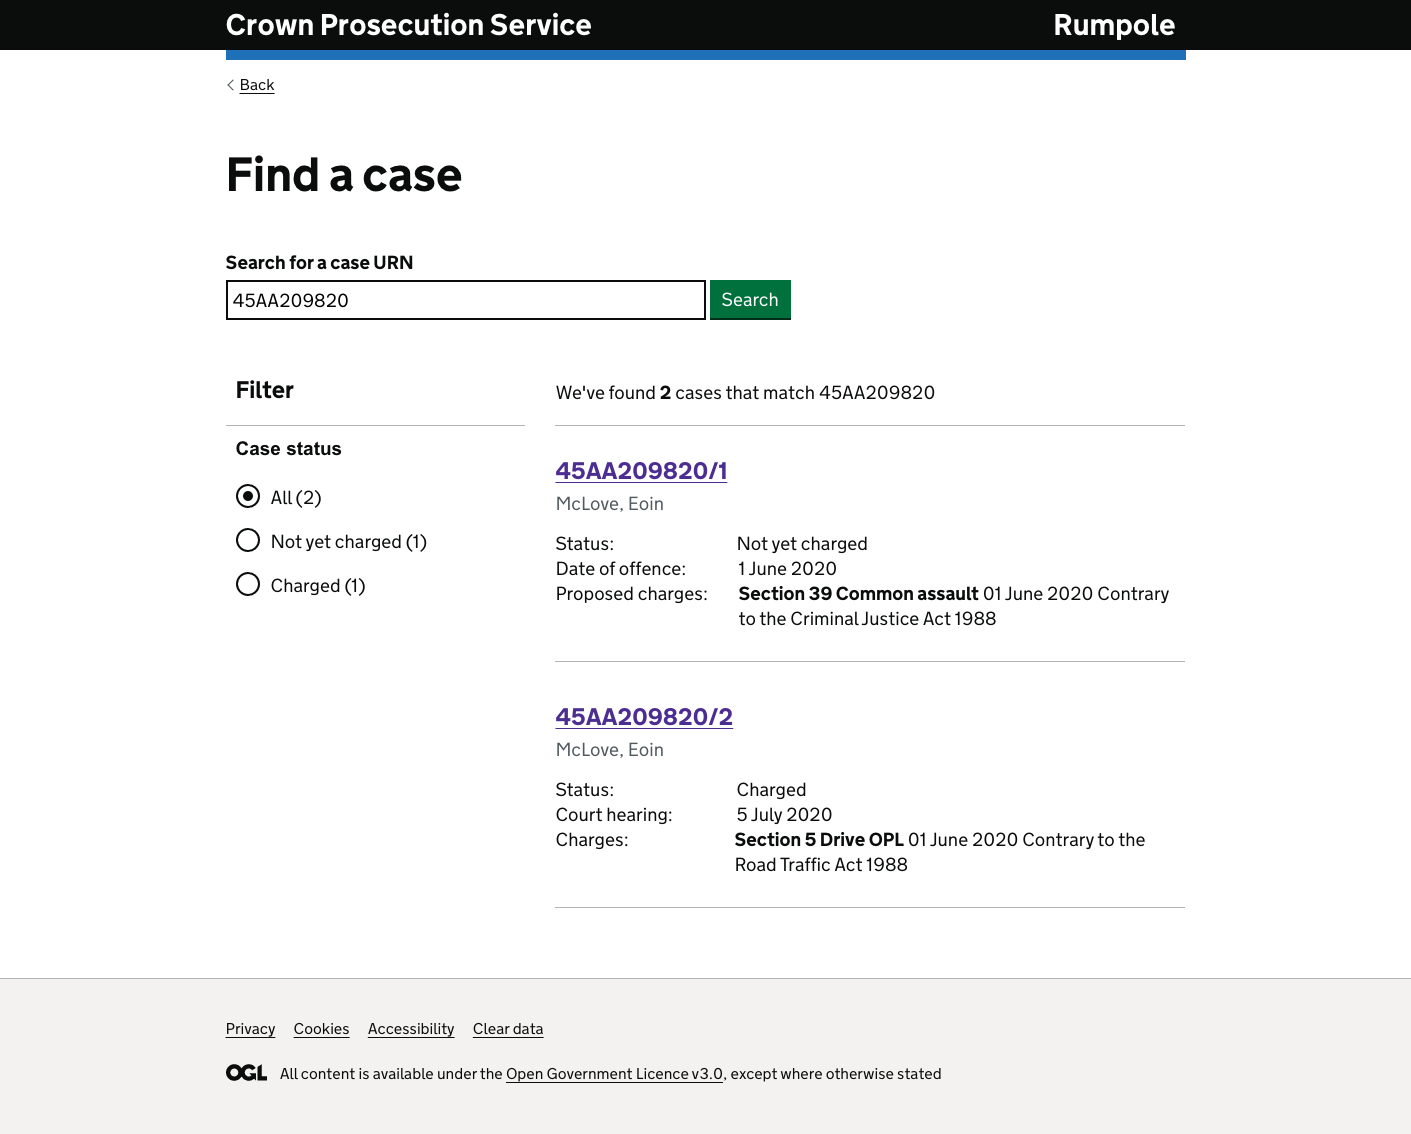 Crown Prosecution Service
Rumpole
Back
Find a case
Search for a case URN
45AA209820
Search
Filter
Case status
All (2)
Not yet charged (1)
Charged (1)
We've found 2 cases that match 45AA209820
45AA209820/1
McLove, Eoin
Status: Not yet charged
Date of offence: 1 June 2020
Proposed charges: Section 39 Common assault 01 June 2020 Contrary
to the Criminal Justice Act 1988
45AA209820/2
McLove, Eoin
Status: Charged
Court hearing: 5 July 2020
Charges: Section 5 Drive OPL 01 June 2020 Contrary to the
Road Traffic Act 1988
Privacy Cookies Accessibility Clear data
OGL All content is available under the Open Government Licence v3.0, except where otherwise stated